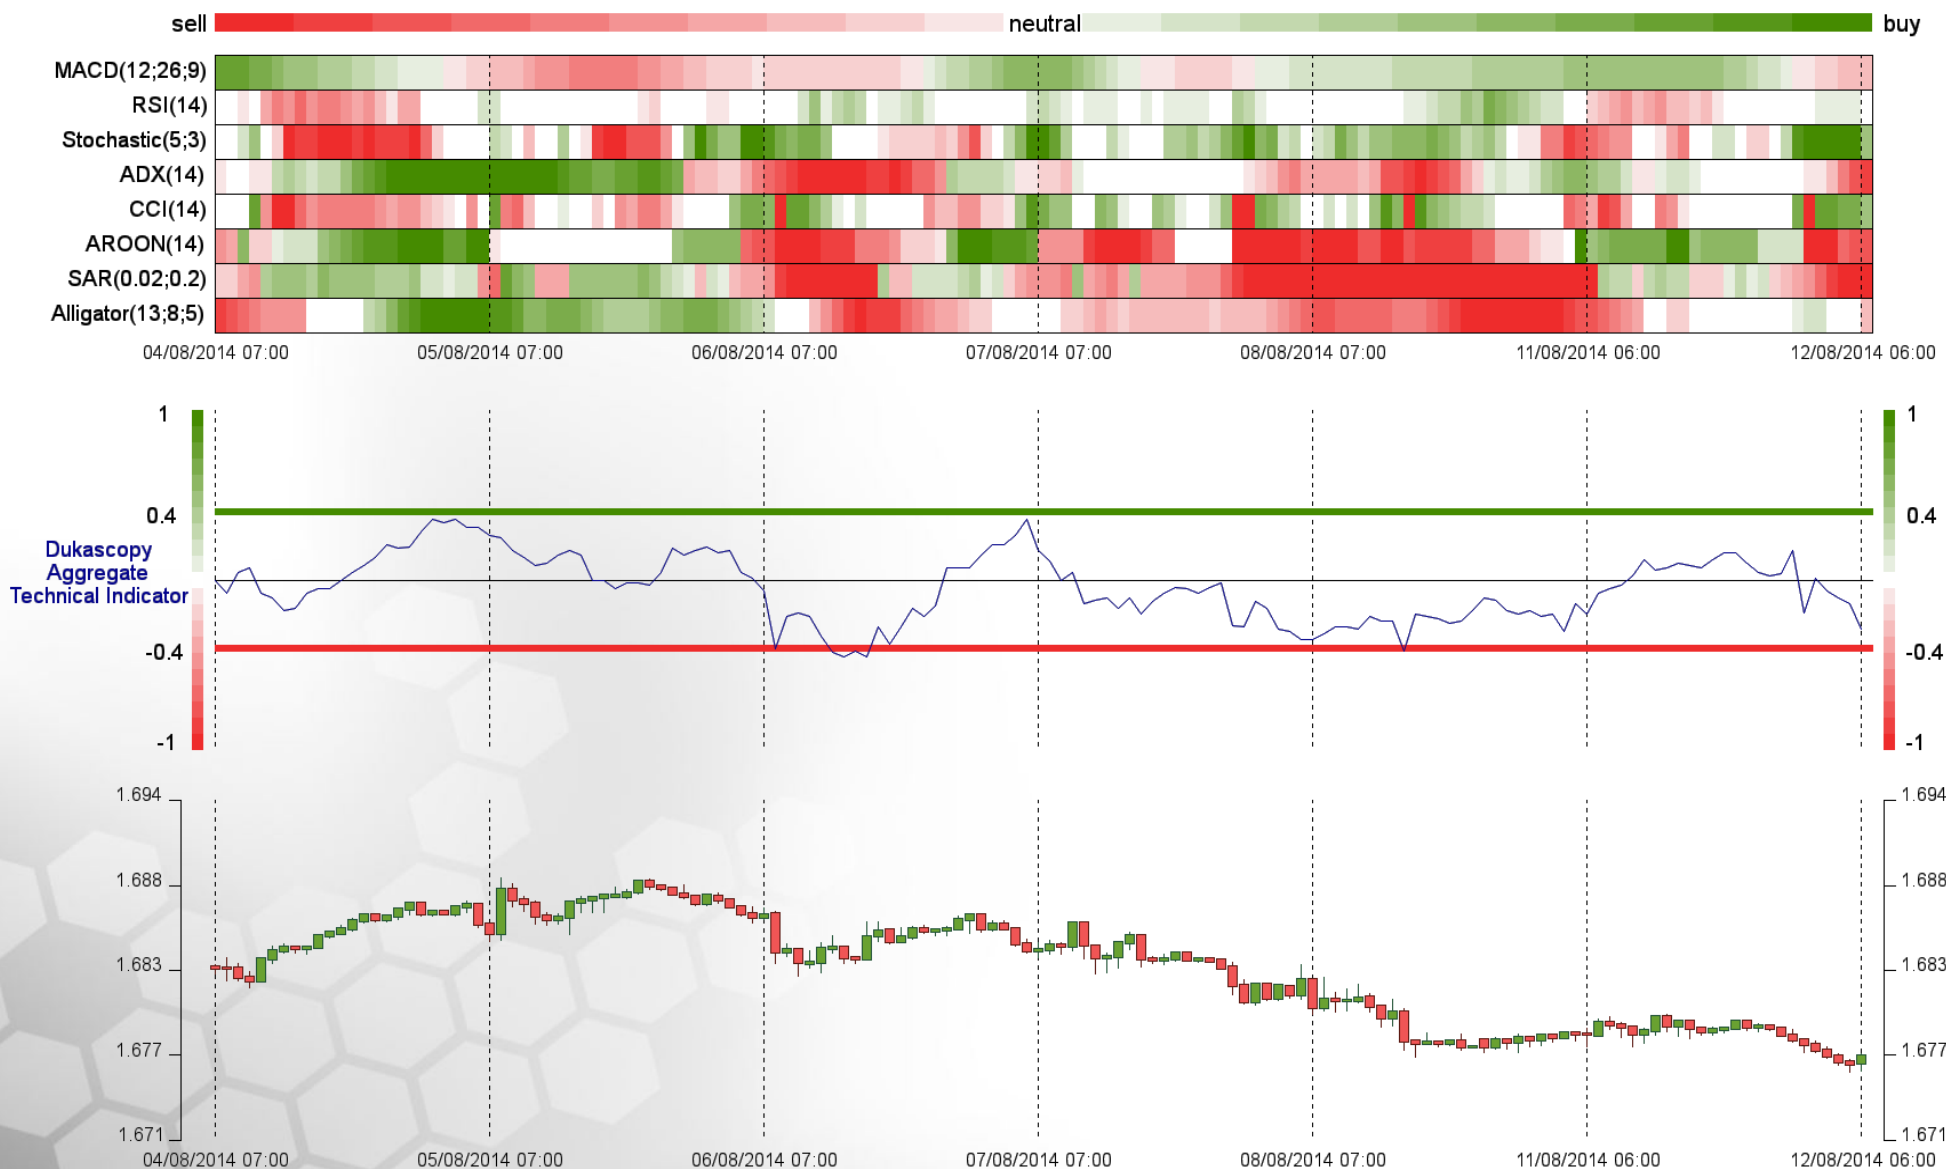 sell neutral buy
MACD(12;26;9)
RSI(14)
Stochastic(5;3)
ADX(14)
CCI(14)
AROON(14)
SAR(0.02;0.2)
Alligator(13;8;5)
04/08/2014 07:00 05/08/2014 07:00 06/08/2014 07:00 07/08/2014 07:00 08/08/2014 07:00 11/08/2014 06:00 12/08/2014 06:00
1 1
0.4 0.4
Dukascopy
Aggregate
Technical Indicator
-0.4 -0.4
-1 -1
1.694 1.694
1.688 1.688
1.683 1.683
1.677 1.677
1.671 1.671
04/08/2014 07:00 05/08/2014 07:00 06/08/2014 07:00 07/08/2014 07:00 08/08/2014 07:00 11/08/2014 06:00 12/08/2014 06:00